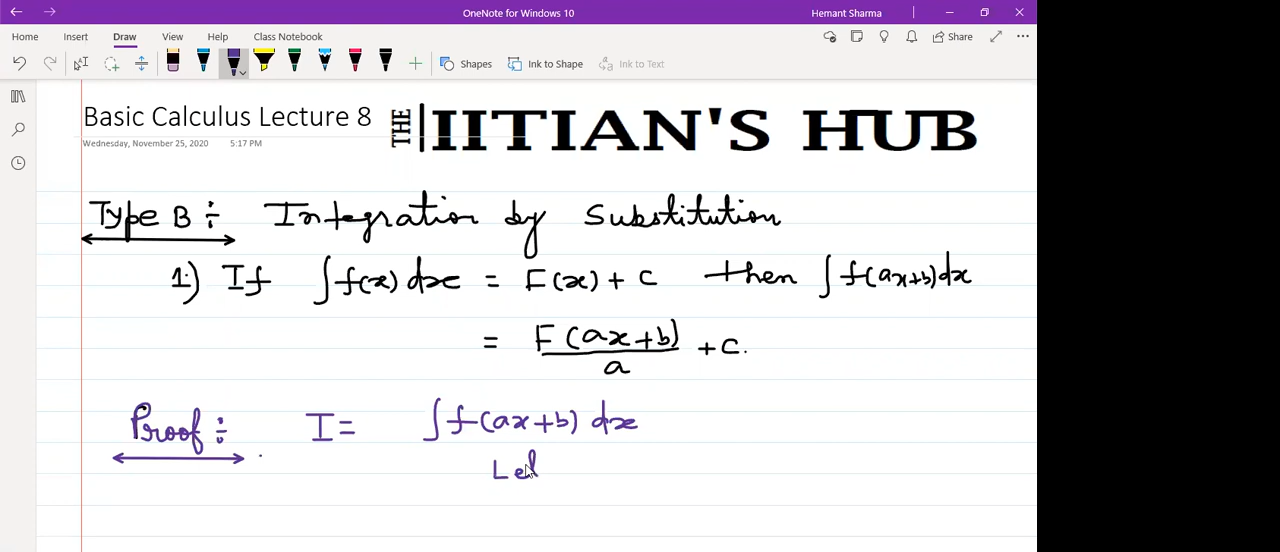 OneNote for Windows 10
Hemant Sharma
Home Insert Draw View Help Class Notebook
Share
Shapes Ink to Shape Ink to Text
Basic Calculus Lecture 8
THE IITIAN'S HUB
Wednesday, November 25, 2020 5:17 PM
Type B ÷ Integration by Substitution
1.) If ∫f(x) dx = F(x) + c then ∫f(ax+b)dx
= F(ax+b)/a + c.
Proof ÷ I = ∫f(ax+b) dx
Let